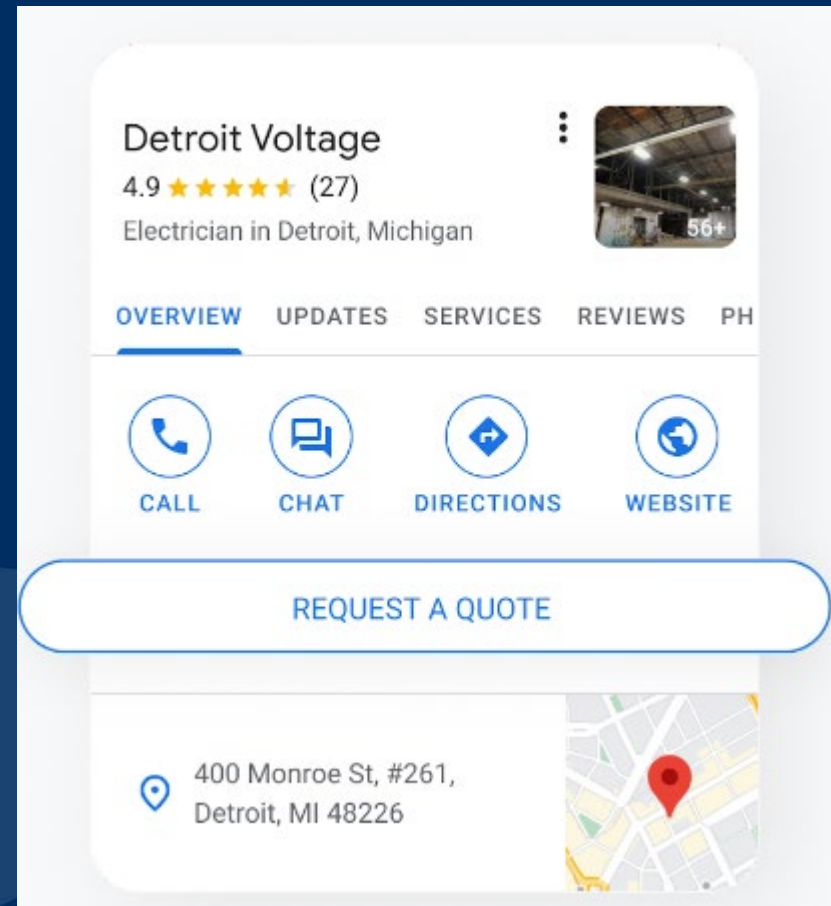 Detroit Voltage
4.9 (27)
Electrician in Detroit, Michigan
56+
OVERVIEW UPDATES SERVICES REVIEWS PH
CALL CHAT DIRECTIONS WEBSITE
REQUEST A QUOTE
400 Monroe St, #261,
Detroit, MI 48226